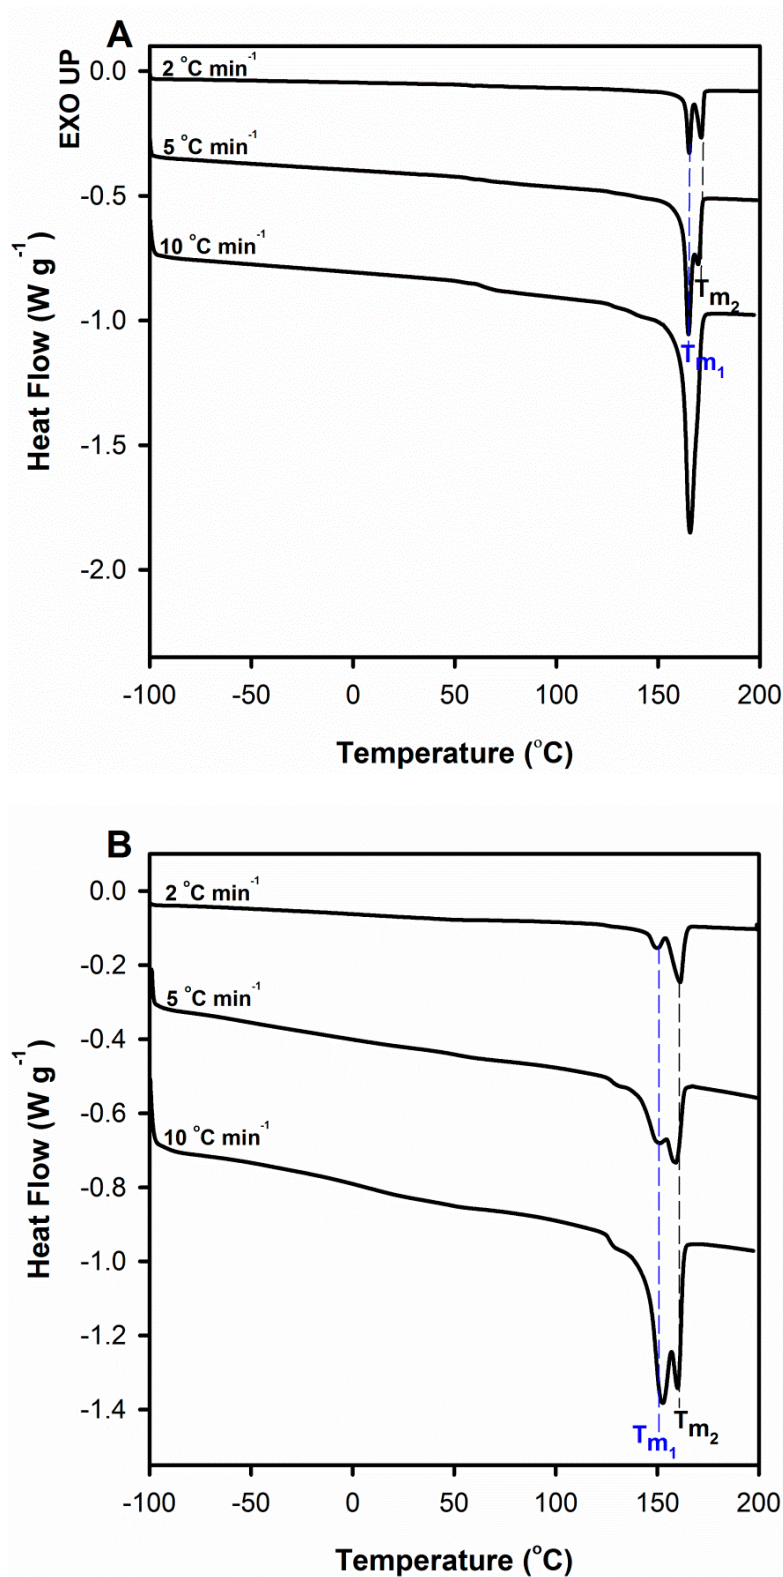 A
EXO UP
Heat Flow (W g⁻¹)
0.0
-0.5
-1.0
-1.5
-2.0
2 °C min⁻¹
5 °C min⁻¹
10 °C min⁻¹
Tm₂
Tm₁
-100 -50 0 50 100 150 200
Temperature (°C)
B
Heat Flow (W g⁻¹)
0.0
-0.2
-0.4
-0.6
-0.8
-1.0
-1.2
-1.4
2 °C min⁻¹
5 °C min⁻¹
10 °C min⁻¹
Tm₁ Tm₂
-100 -50 0 50 100 150 200
Temperature (°C)